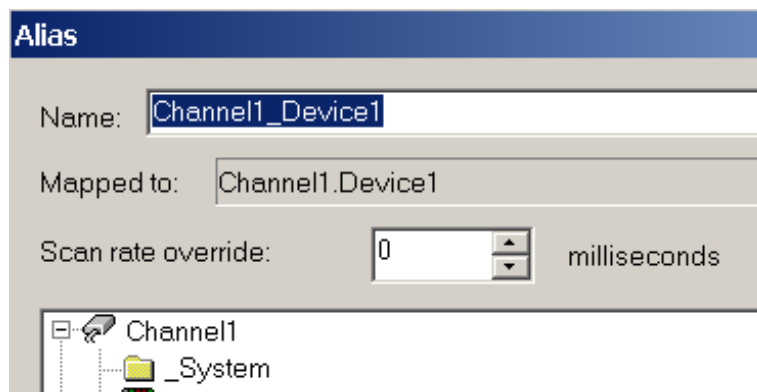 Alias
Name: Channel1_Device1
Mapped to: Channel1.Device1
Scan rate override: 0 milliseconds
Channel1
_System